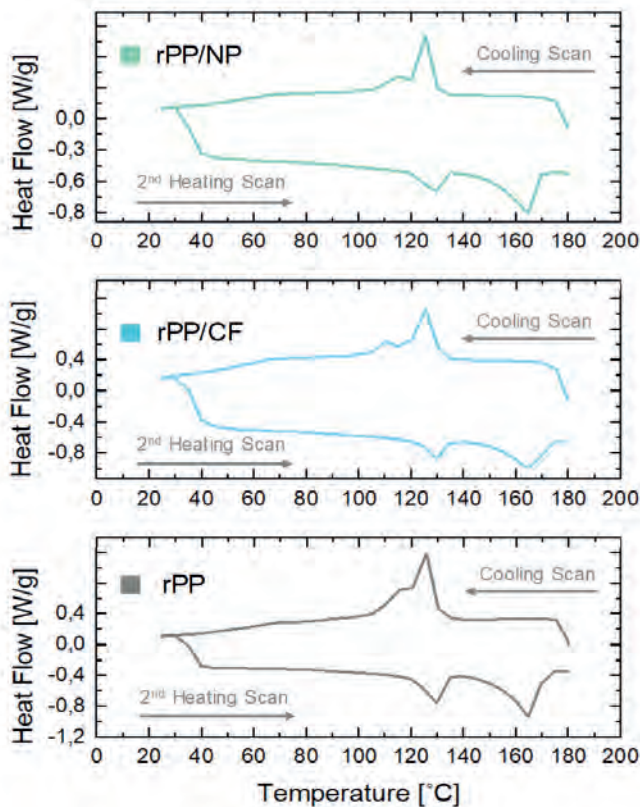 rPP/NP
Cooling Scan
Heat Flow [W/g]
0,0
-0,3
-0,6
-0,8
2nd Heating Scan
0 20 40 60 80 100 120 140 160 180 200
rPP/CF
Cooling Scan
Heat Flow [W/g]
0,4
0,0
-0,4
-0,8
2nd Heating Scan
0 20 40 60 80 100 120 140 160 180 200
rPP
Cooling Scan
Heat Flow [W/g]
0,4
0,0
-0,4
-0,8
-1,2
2nd Heating Scan
0 20 40 60 80 100 120 140 160 180 200
Temperature [°C]